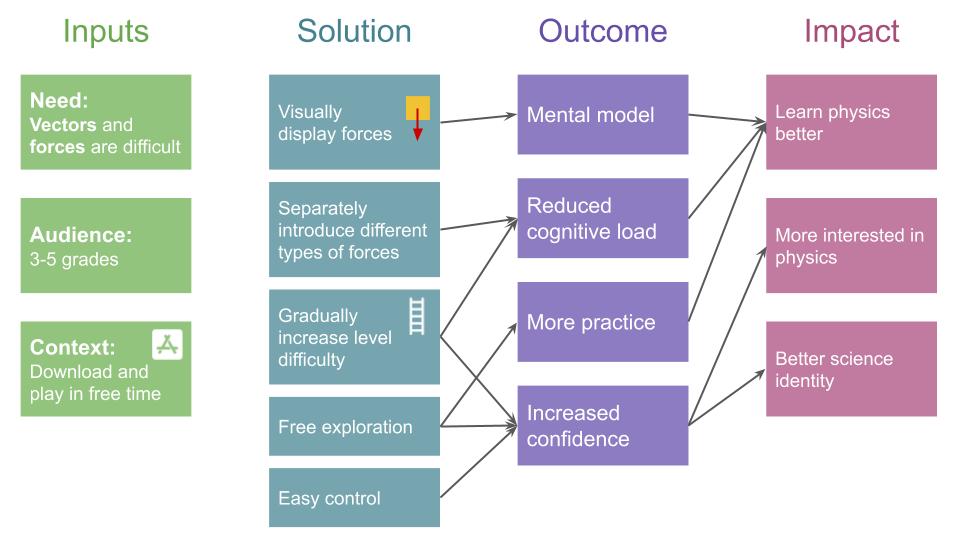 Inputs
Need:
Vectors and
forces are difficult
Audience:
3-5 grades
Context:
Download and
play in free time
Solution
Visually
display forces
Separately
introduce different
types of forces
Gradually
increase level
difficulty
Free exploration
Easy control
Outcome
Mental model
Reduced
cognitive load
More practice
Increased
confidence
Impact
Learn physics
better
More interested in
physics
Better science
identity